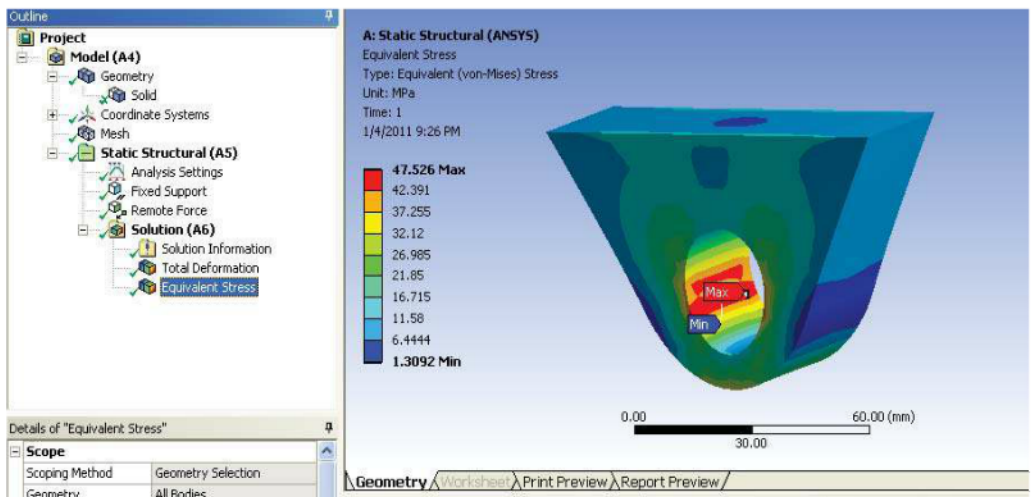 Outline
Project
Model (A4)
Geometry
Solid
Coordinate Systems
Mesh
Static Structural (A5)
Analysis Settings
Fixed Support
Remote Force
Solution (A6)
Solution Information
Total Deformation
Equivalent Stress
Details of "Equivalent Stress"
Scope
Scoping Method Geometry Selection
Geometry All Bodies
A: Static Structural (ANSYS)
Equivalent Stress
Type: Equivalent (von-Mises) Stress
Unit: MPa
Time: 1
1/4/2011 9:26 PM
47.526 Max
42.391
37.255
32.12
26.985
21.85
16.715
11.58
6.4444
1.3092 Min
Max
Min
0.00 60.00 (mm)
30.00
Geometry Worksheet Print Preview Report Preview